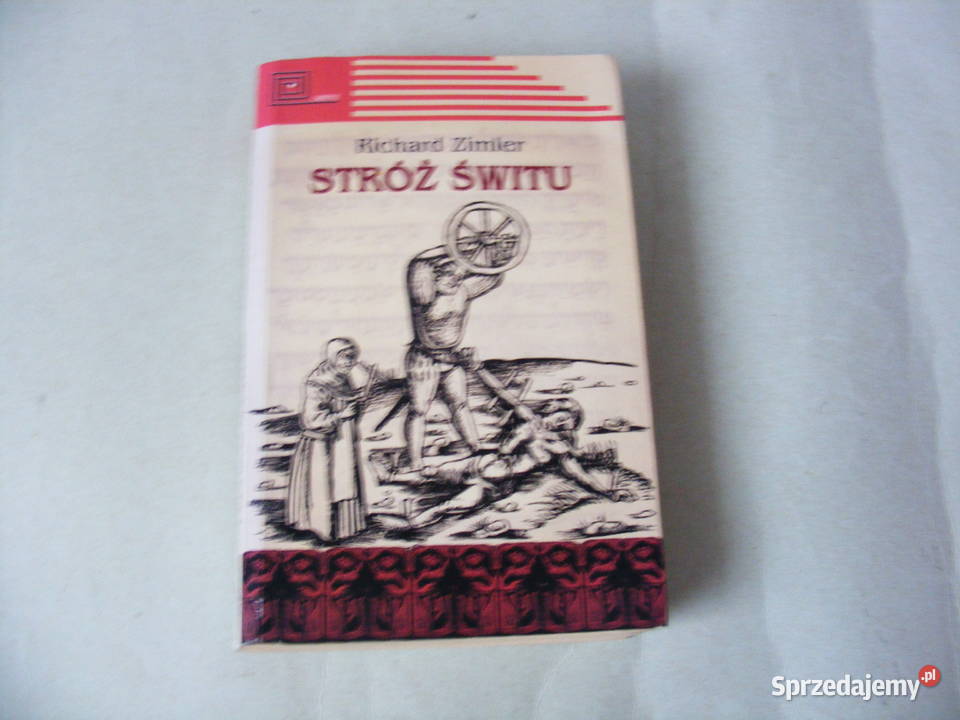 Richard Zimler
STRÓŻ ŚWITU
Sprzedajemy.pl